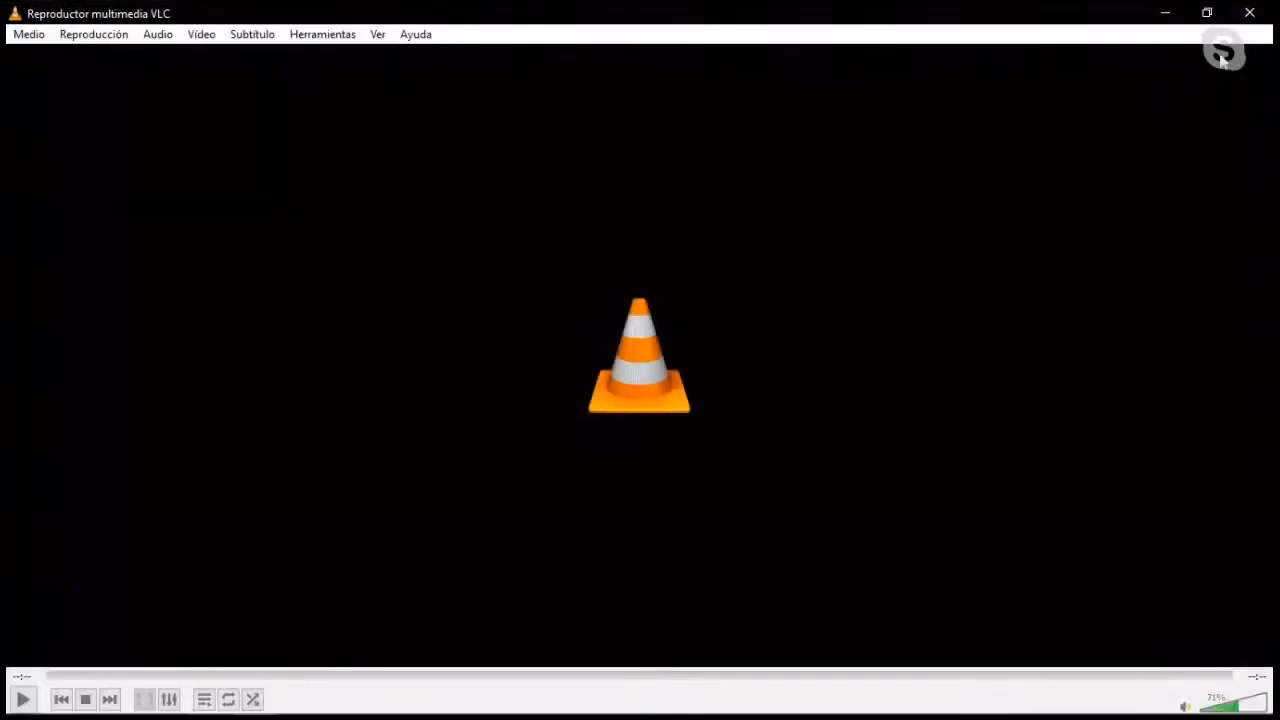 Reproductor multimedia VLC
Medio Reproducción Audio Vídeo Subtítulo Herramientas Ver Ayuda
S
--:-- --:--
71%